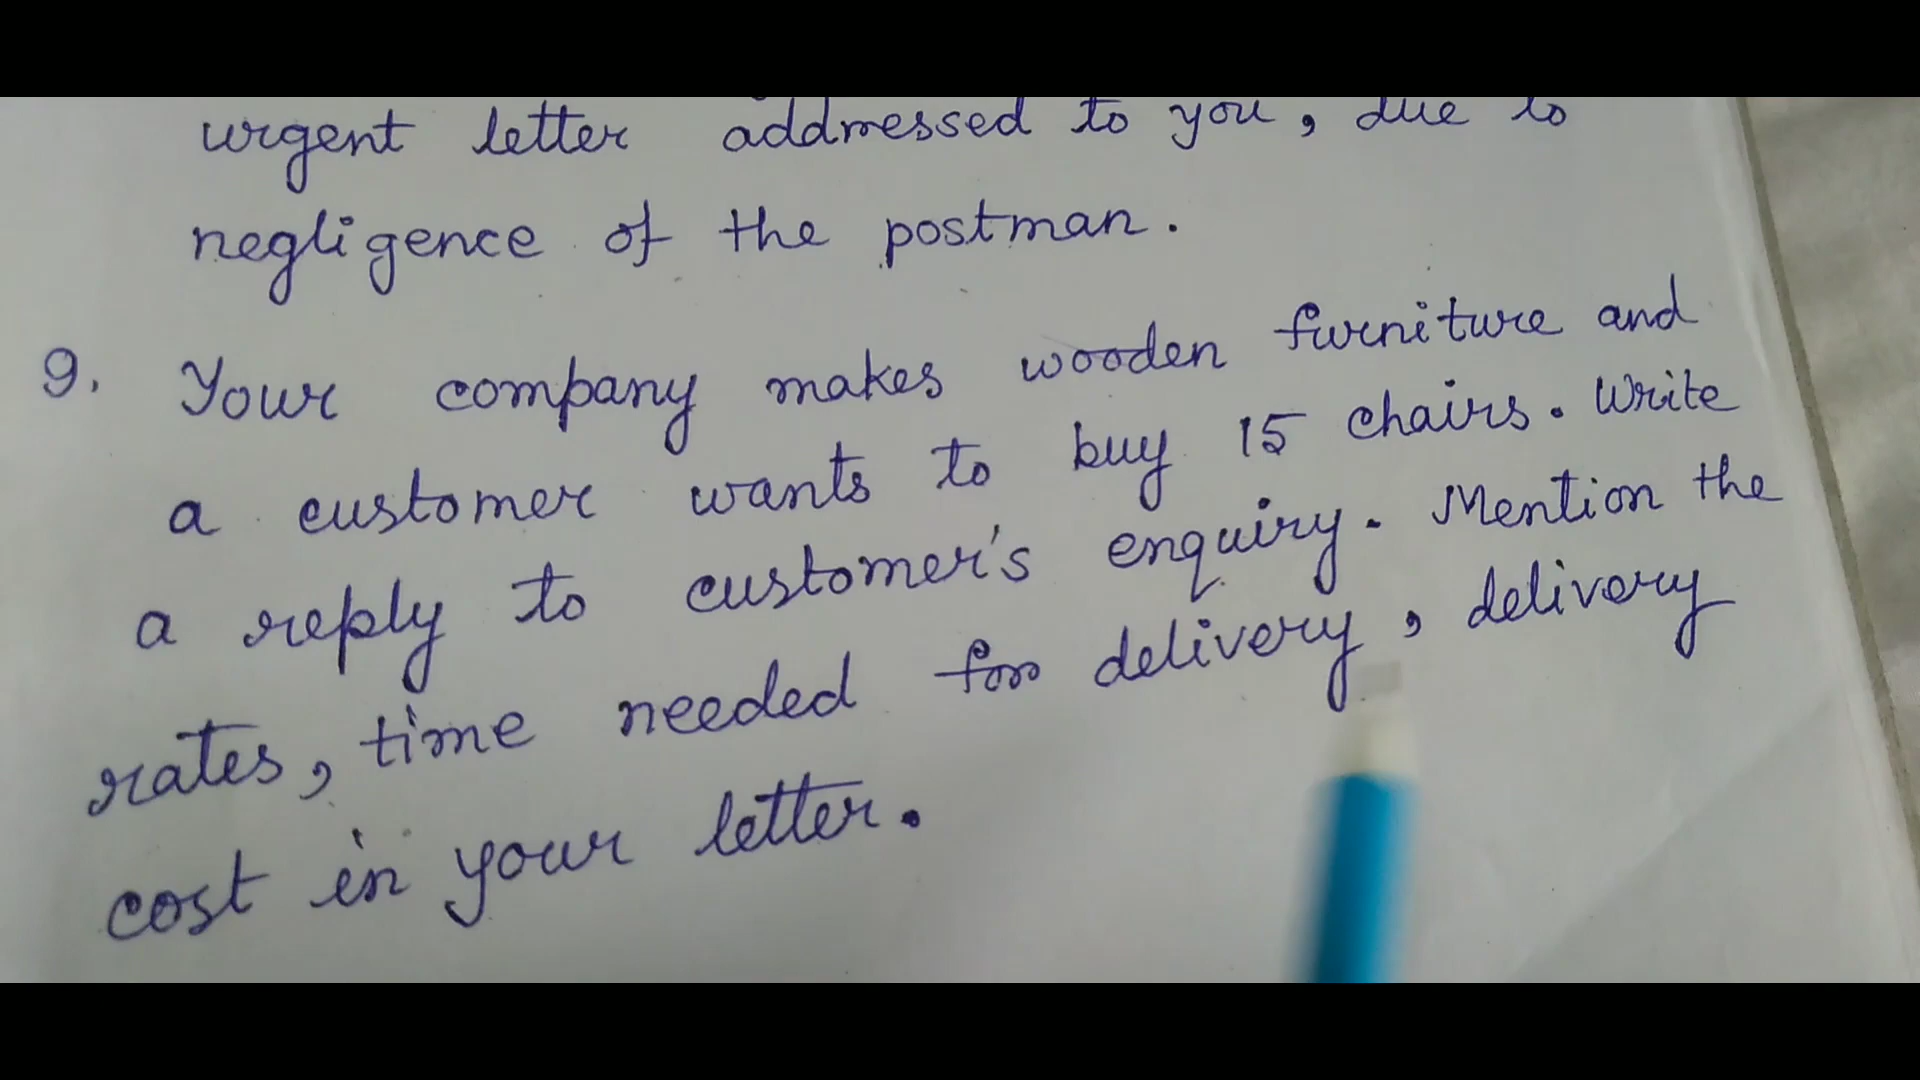 urgent letter addressed to you, due to
negligence of the postman.
9. Your company makes wooden furniture and
a customer wants to buy 15 chairs. Write
a reply to customer's enquiry. Mention the
rates, time needed for delivery, delivery
cost in your letter.